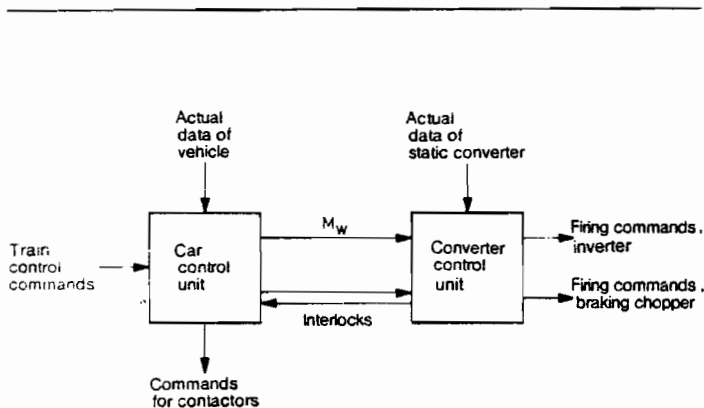 Actual
data of
vehicle
Actual
data of
static converter
Train
control
commands
Car
control
unit
M_W
Interlocks
Converter
control
unit
Firing commands,
inverter
Firing commands,
braking chopper
Commands
for contactors